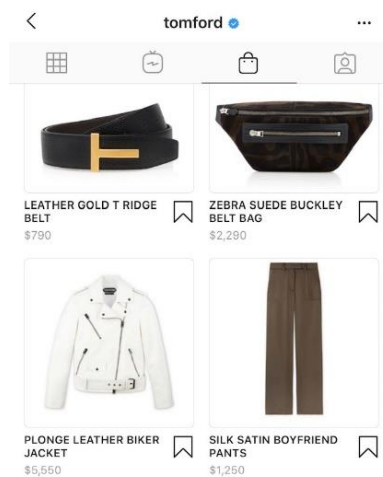 tomford
LEATHER GOLD T RIDGE
BELT
$790
ZEBRA SUEDE BUCKLEY
BELT BAG
$2,290
PLONGE LEATHER BIKER
JACKET
$5,550
SILK SATIN BOYFRIEND
PANTS
$1,250